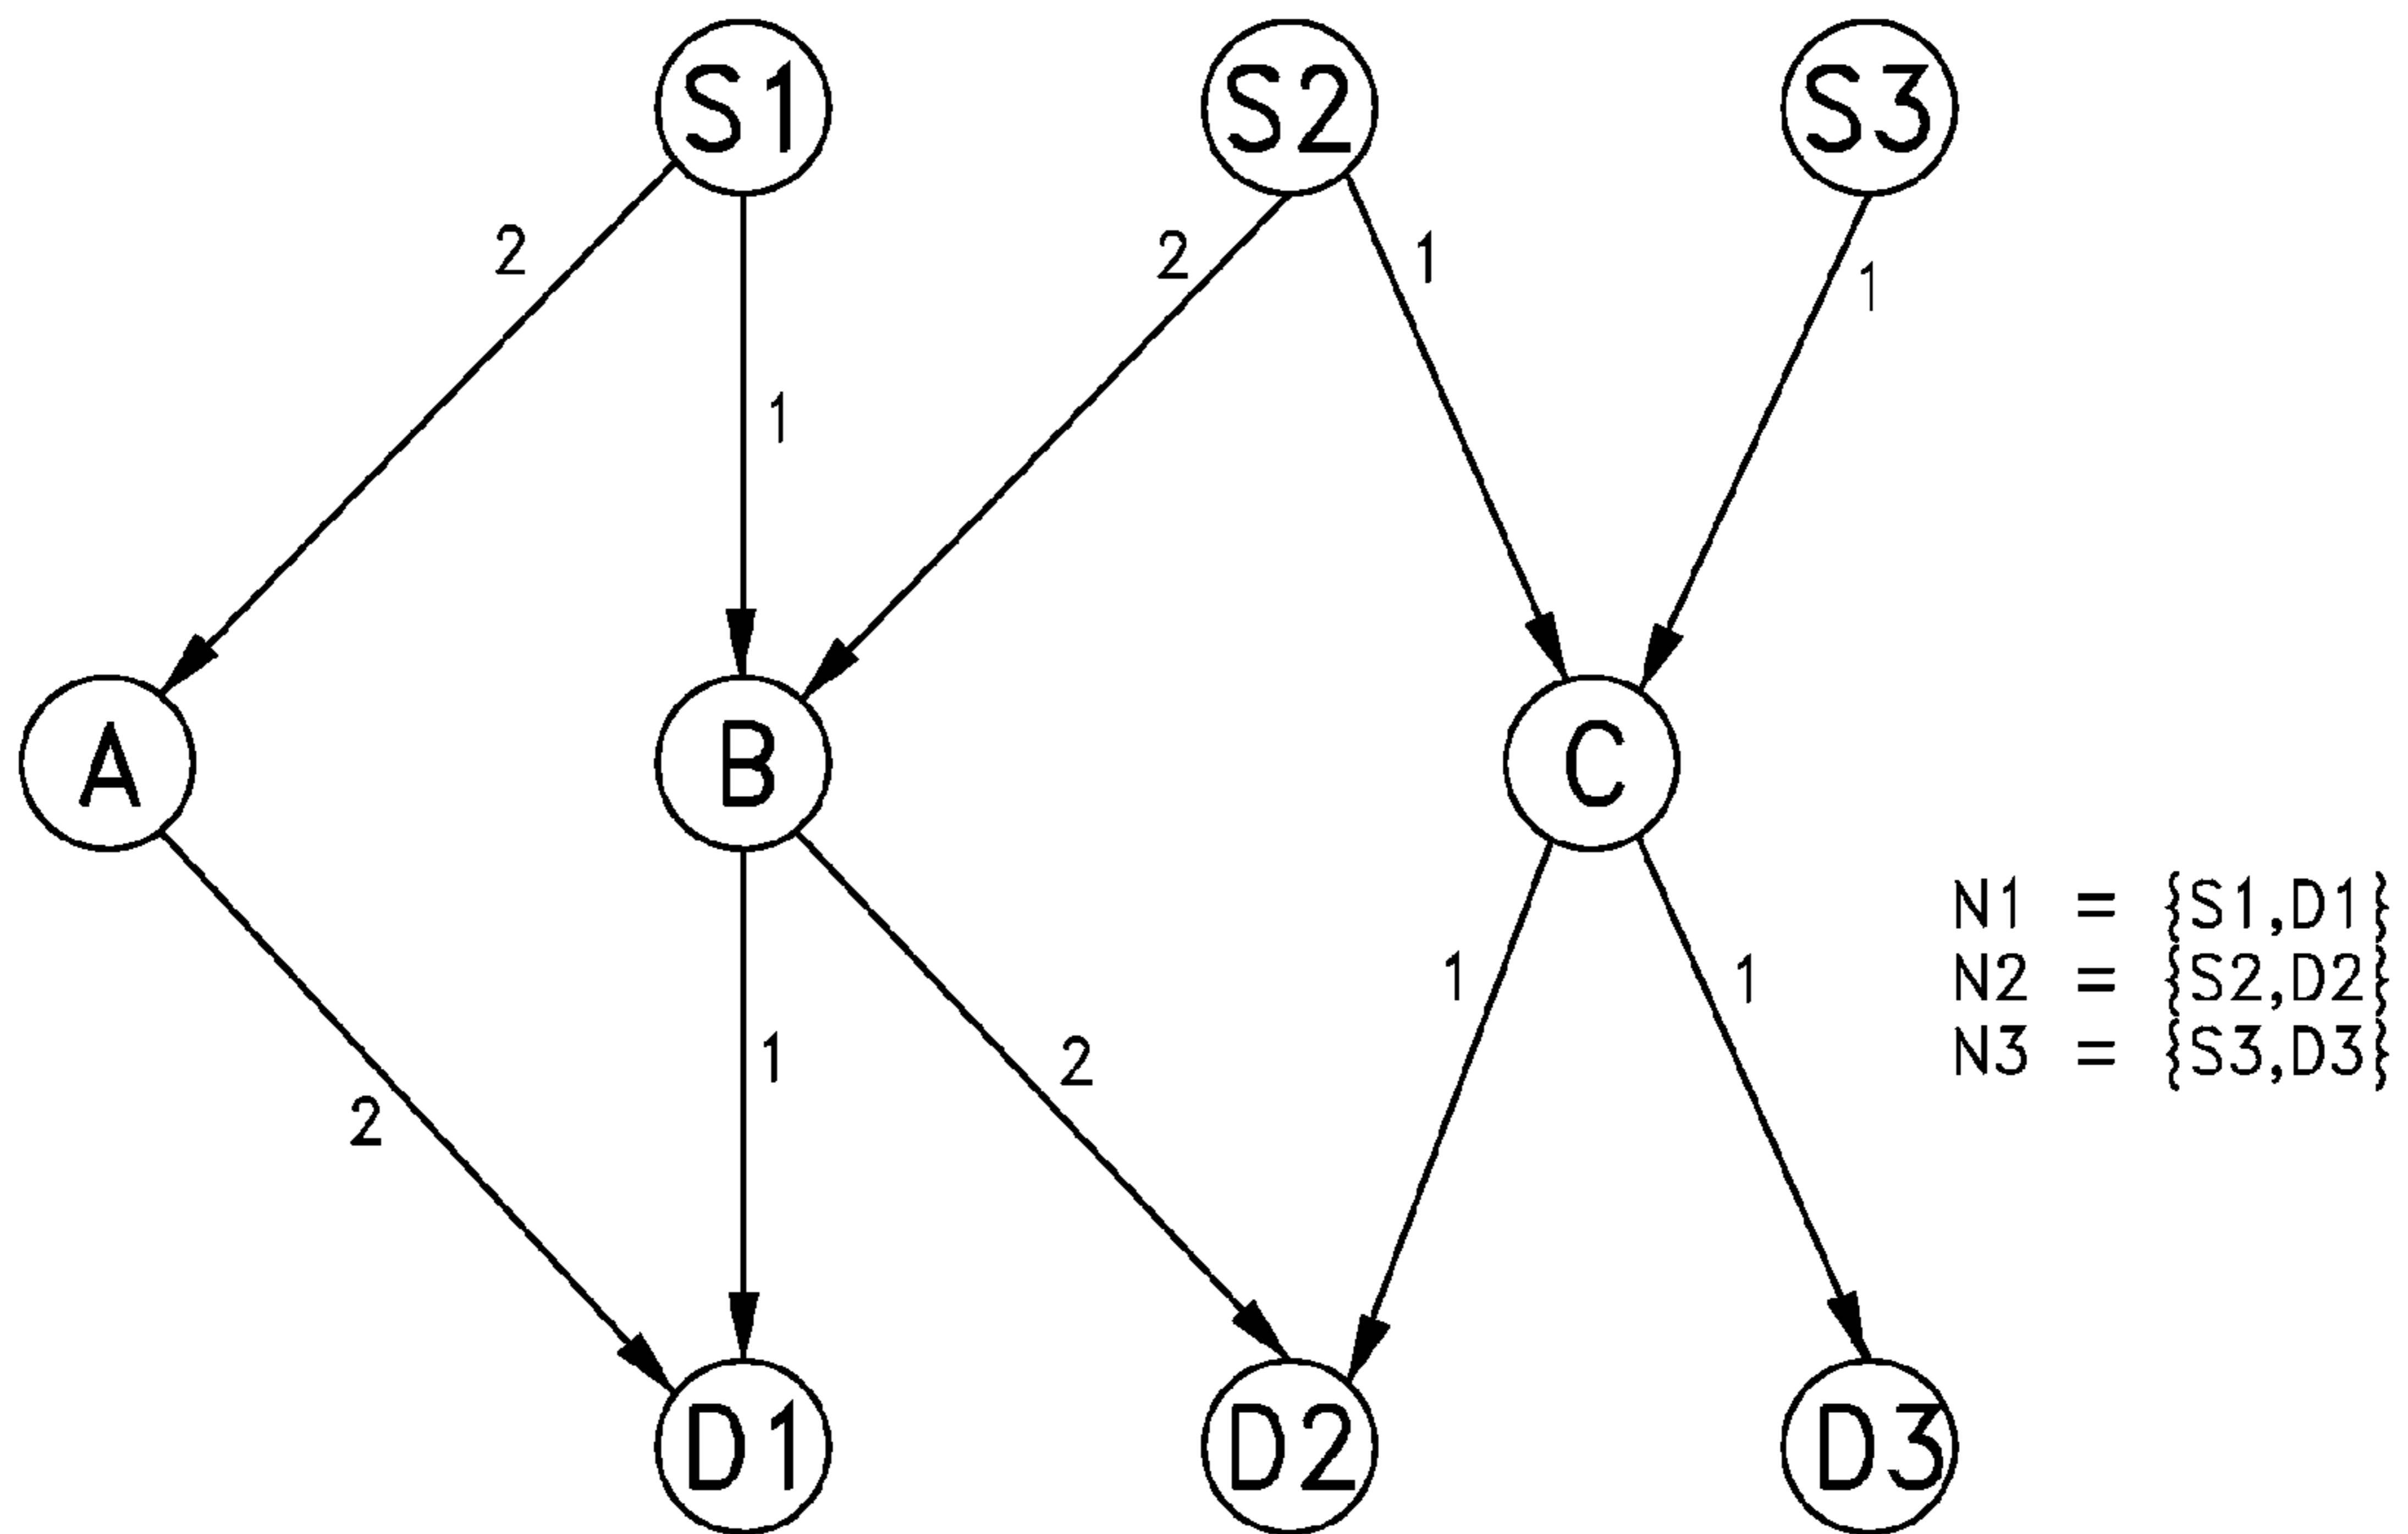 S1 S2 S3
2 2 1 1
1
A B C
N1 = {S1,D1}
N2 = {S2,D2}
1 1
N3 = {S3,D3}
1 2
2
D1 D2 D3